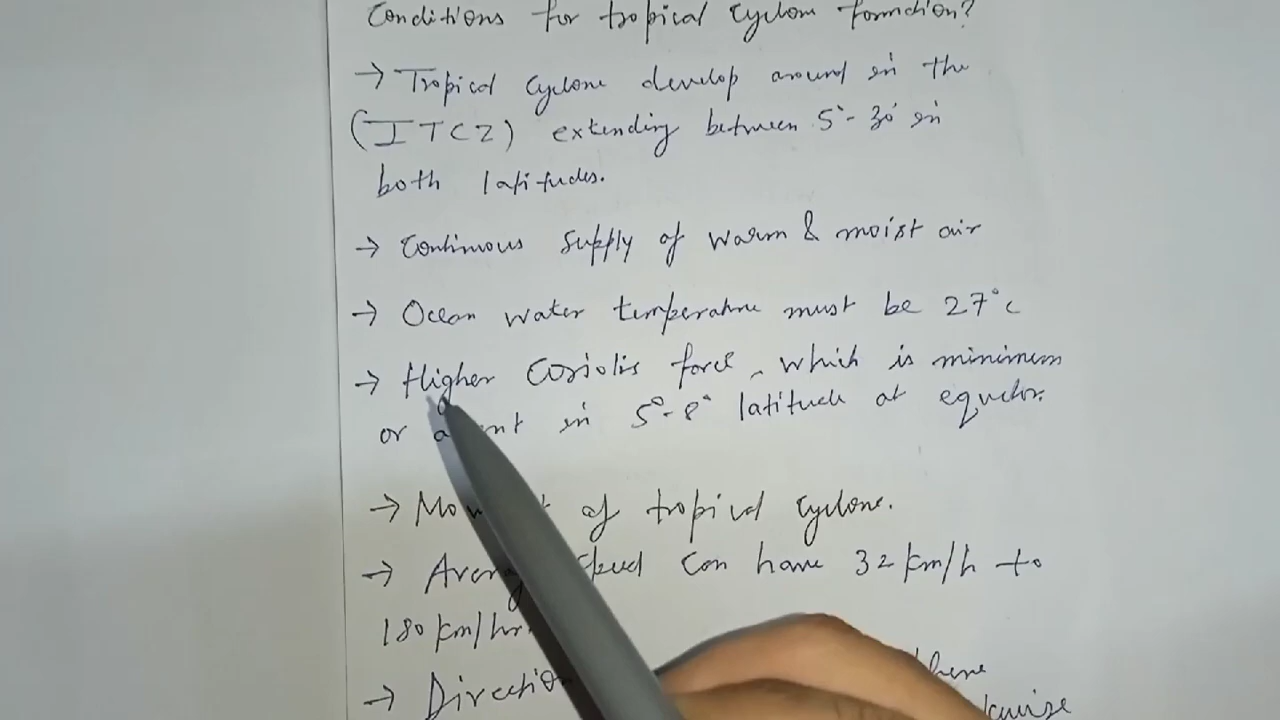 Conditions for tropical cyclone formation?
→ Tropical cyclone develop around in the
(ITCZ) extending between 5°-30° in
both latitudes.
→ Continuous supply of warm & moist air
→ Ocean water temperature must be 27°c
→ Higher Coriolis force, which is minimum
or in 5°-8° latitude at equator.
→ of tropical cyclone.
→ can have 32 km/h to
180 km/hr
→ Direction